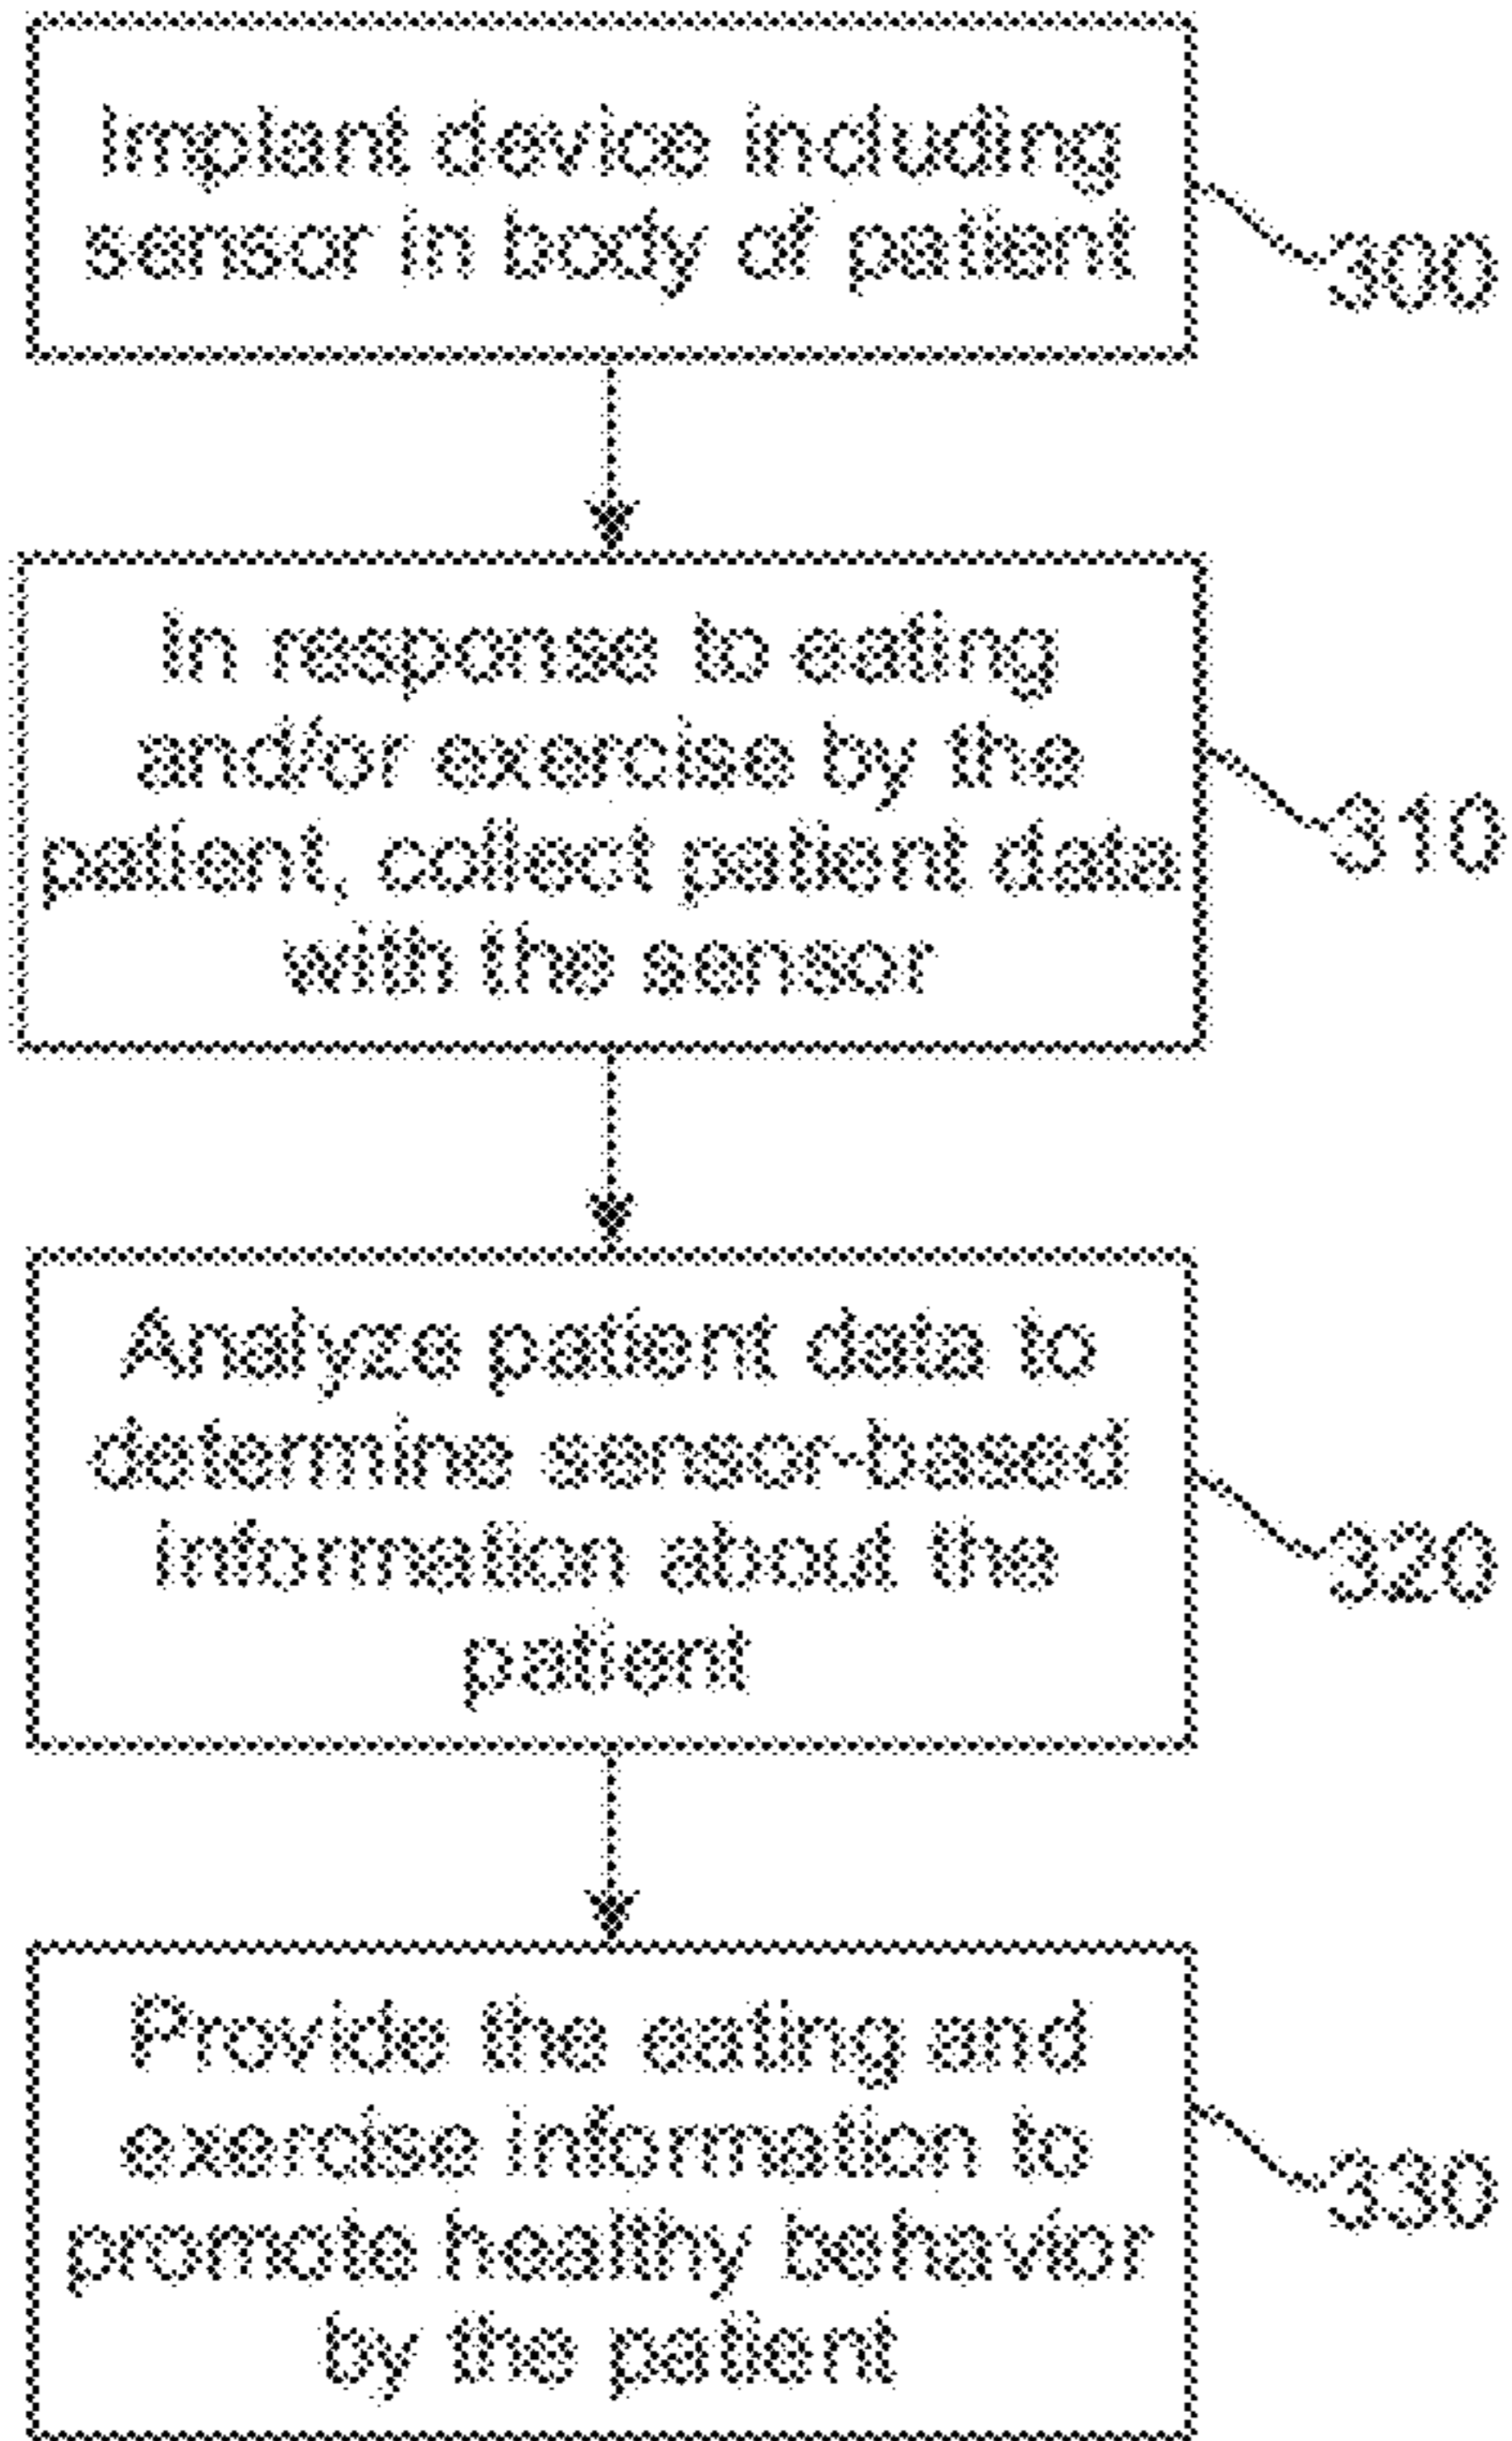 Implant device including
sensor in body of patient
300
In response to eating
and/or exercise by the
patient, collect patient data
with the sensor
310
Analyze patient data to
determine sensor-based
information about the
patient
320
Provide the eating and
exercise information to
promote healthy behavior
by the patient
330